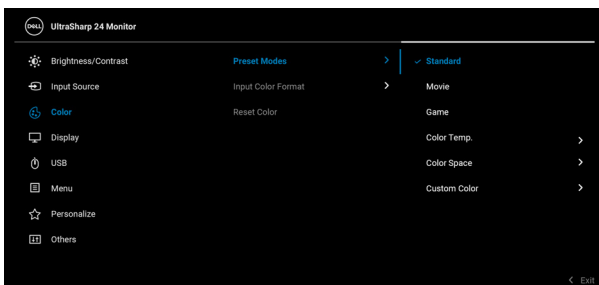 DELL UltraSharp 24 Monitor
Brightness/Contrast
Preset Modes
Standard
Input Source
Input Color Format
Movie
Color
Reset Color
Game
Display
Color Temp.
USB
Color Space
Menu
Custom Color
Personalize
Others
Exit